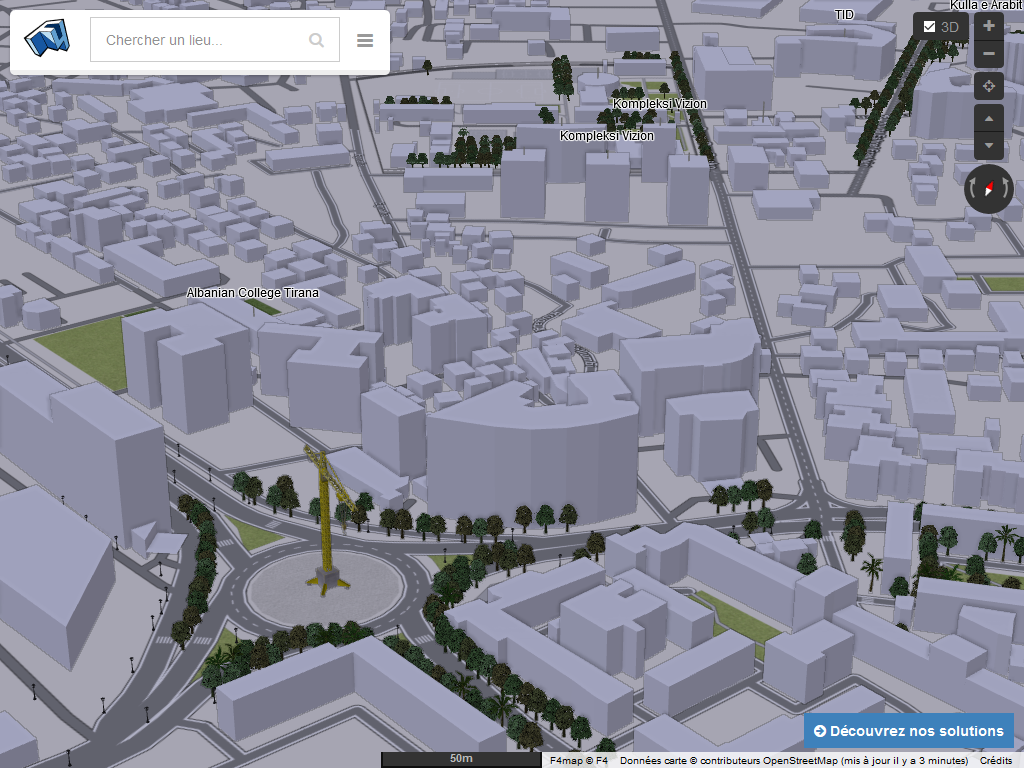 Kulla e Arabit
TID
Chercher un lieu...
3D
Kompleksi Vizion
Kompleksi Vizion
Albanian College Tirana
Découvrez nos solutions
50m
F4map © F4 Données carte © contributeurs OpenStreetMap (mis à jour il y a 3 minutes) Crédits